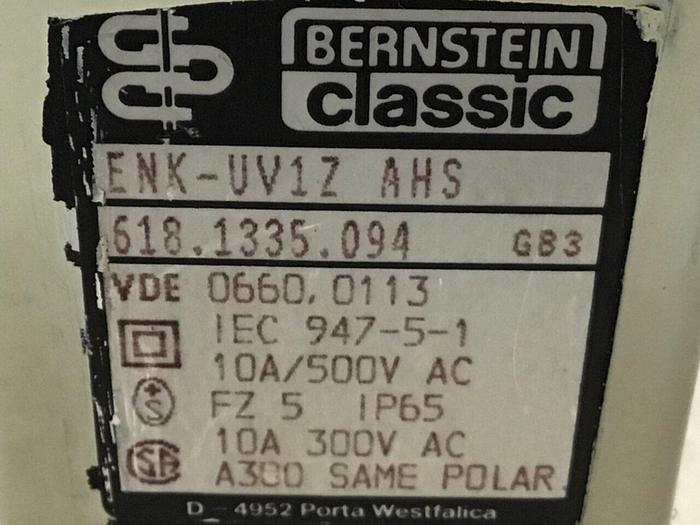 BERNSTEIN
classic
ENK-UV1Z AHS
618.1335.094 GB3
VDE 0660, 0113
IEC 947-5-1
10A/500V AC
+S FZ 5 IP65
SA 10A 300V AC
A300 SAME POLAR.
D - 4952 Porta Westfalica